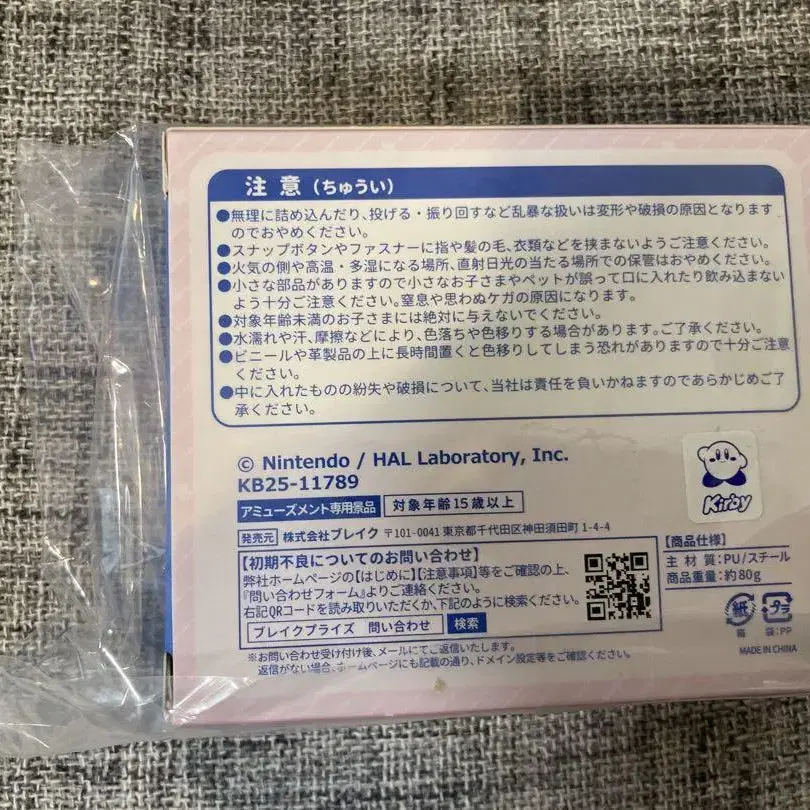 注意（ちゅうい）
●無理に詰め込んだり、投げる・振り回すなど乱暴な扱いは変形や破損の原因となります
のでおやめください。
●スナップボタンやファスナーに指や髪の毛、衣類などを挟まないようご注意ください。
●火気の側や高温・多湿になる場所、直射日光の当たる場所での保管はおやめください。
●小さな部品がありますので小さなお子さまやペットが誤って口に入れたり飲み込まない
よう十分ご注意ください。窒息や思わぬケガの原因になります。
●対象年齢未満のお子さまには絶対に与えないでください。
●水濡れや汗、摩擦などにより、色落ちや色移りする場合があります。ご了承ください。
●ビニールや革製品の上に長時間置くと色移りしてしまう恐れがありますので十分ご注意
ください。
●中に入れたものの紛失や破損について、当社は責任を負いかねますのであらかじめご了
承ください。
© Nintendo / HAL Laboratory, Inc.
KB25-11789
Kirby
アミューズメント専用景品 対象年齢15歳以上
発売元 株式会社ブレイク 〒101-0041 東京都千代田区神田須田町1-4-4
【初期不良についてのお問い合わせ】
弊社ホームページの【はじめに】【注意事項】等をご確認の上、
『問い合わせフォーム』よりご連絡ください。
右記QRコードを読み取りいただくか、下記のように検索ください。
ブレイクプライズ 問い合わせ 検索
※お問い合わせ受け付け後、メールにてご返信いたします。
返信がない場合、ホームページにも記載の通り、ドメイン設定等をご確認ください。
【商品仕様】
主材質：PU/スチール
商品重量：約80g
紙 プラ
箱 袋：PP
MADE IN CHINA